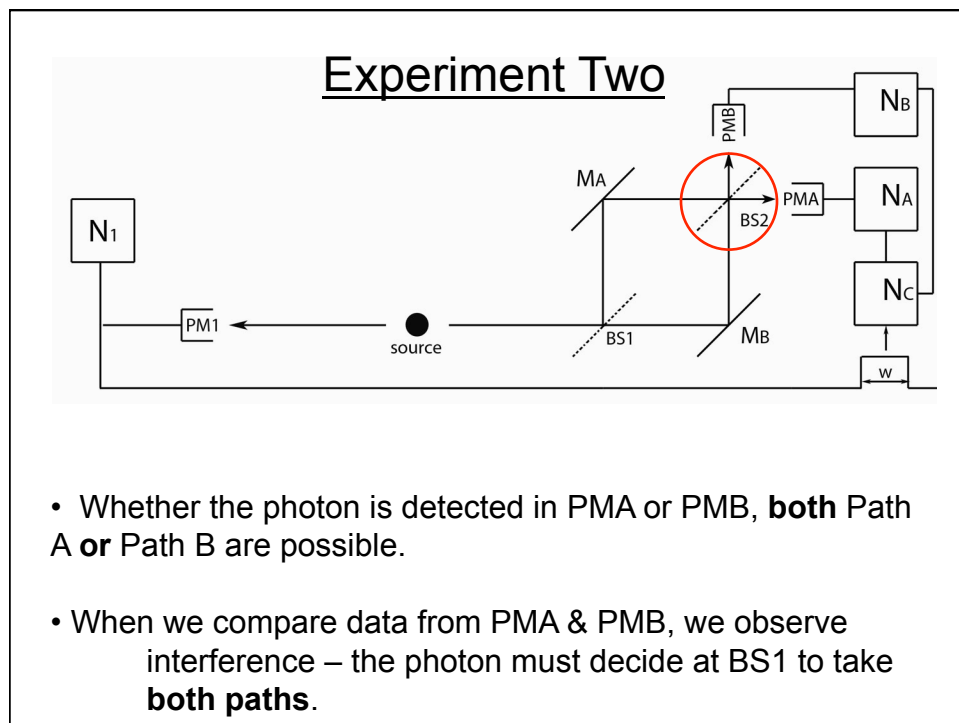 Experiment Two
PMB
NB
MA
PMA
NA
BS2
N1
NC
PM1
source
BS1
MB
w
• Whether the photon is detected in PMA or PMB, both Path
A or Path B are possible.
• When we compare data from PMA & PMB, we observe
interference – the photon must decide at BS1 to take
both paths.